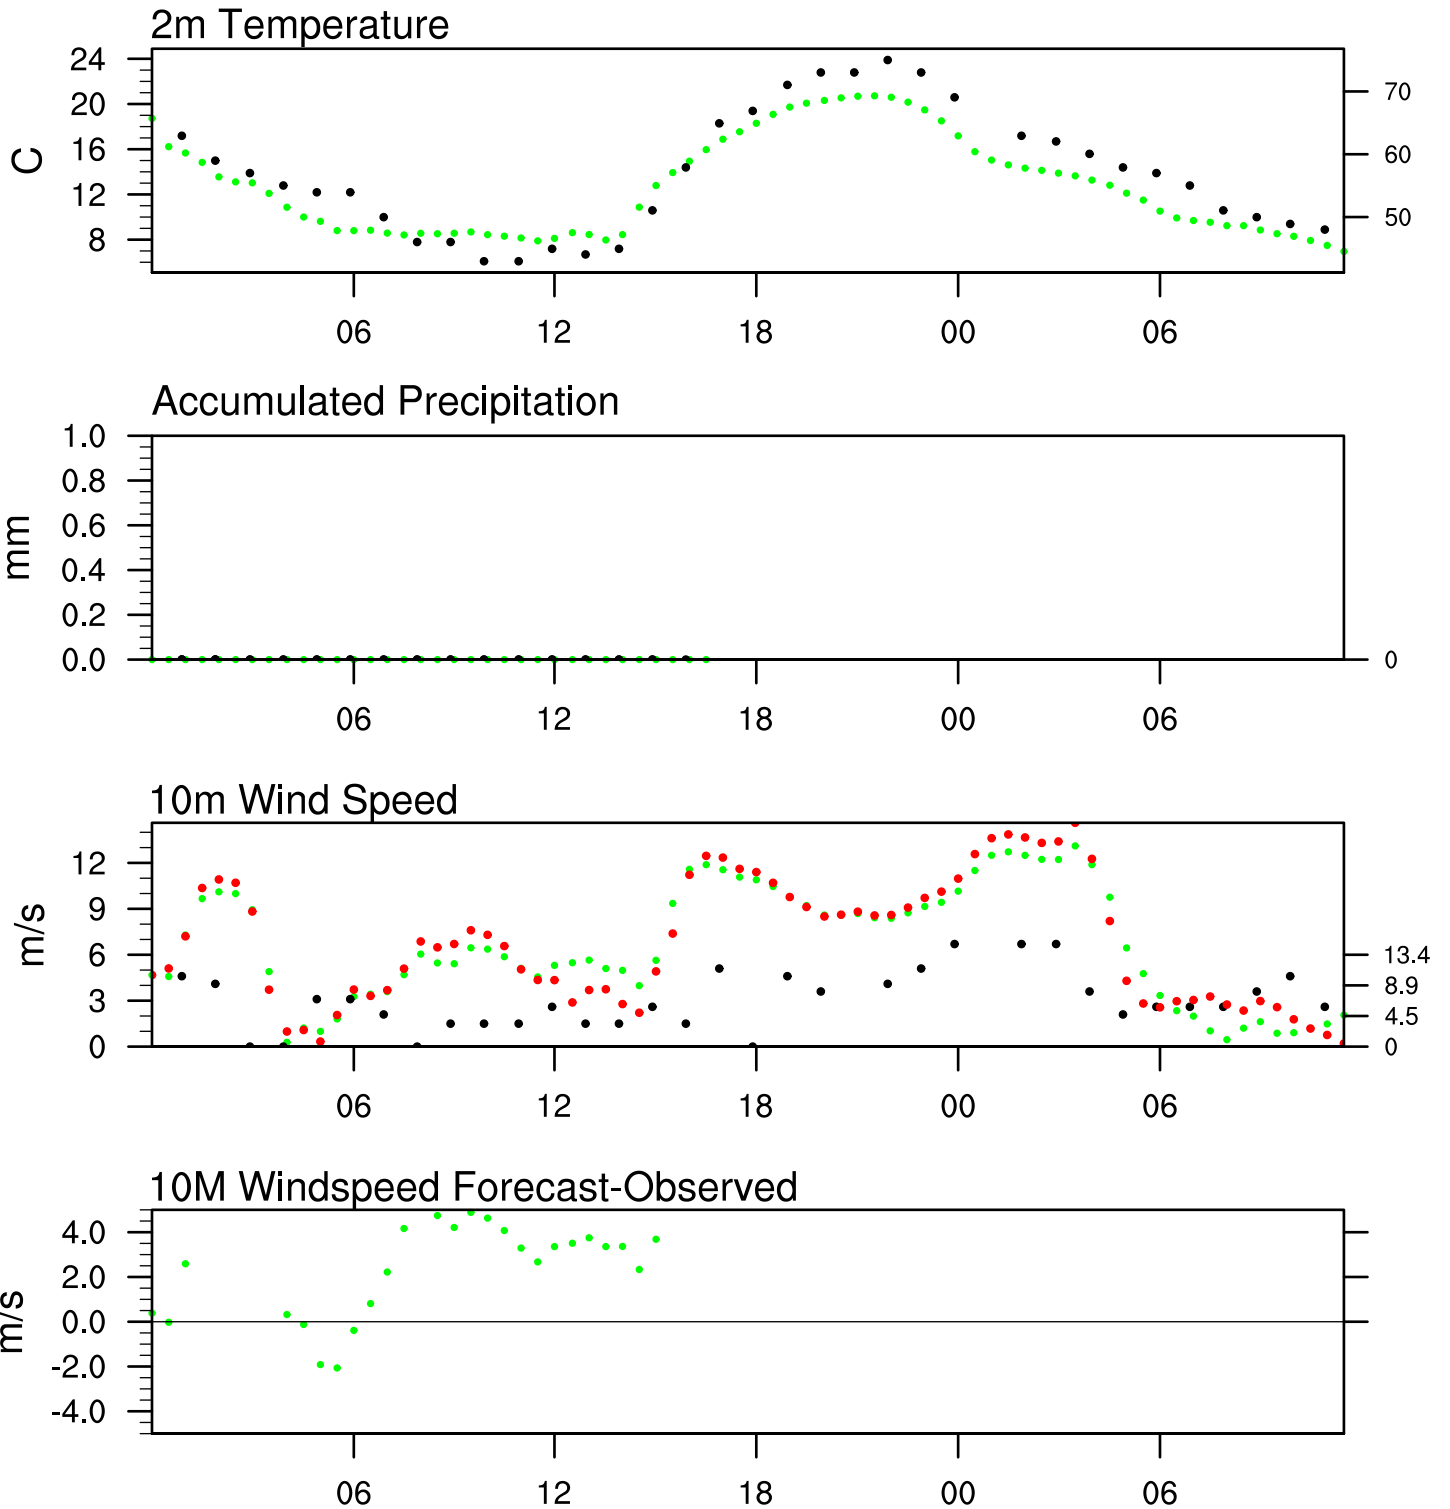 2m Temperature
24
20
16
12
8
C
70
60
50
06 12 18 00 06
Accumulated Precipitation
1.0
0.8
0.6
0.4
0.2
0.0
mm
0
06 12 18 00 06
10m Wind Speed
12
9
6
3
0
m/s
13.4
8.9
4.5
0
06 12 18 00 06
10M Windspeed Forecast-Observed
4.0
2.0
0.0
-2.0
-4.0
m/s
06 12 18 00 06